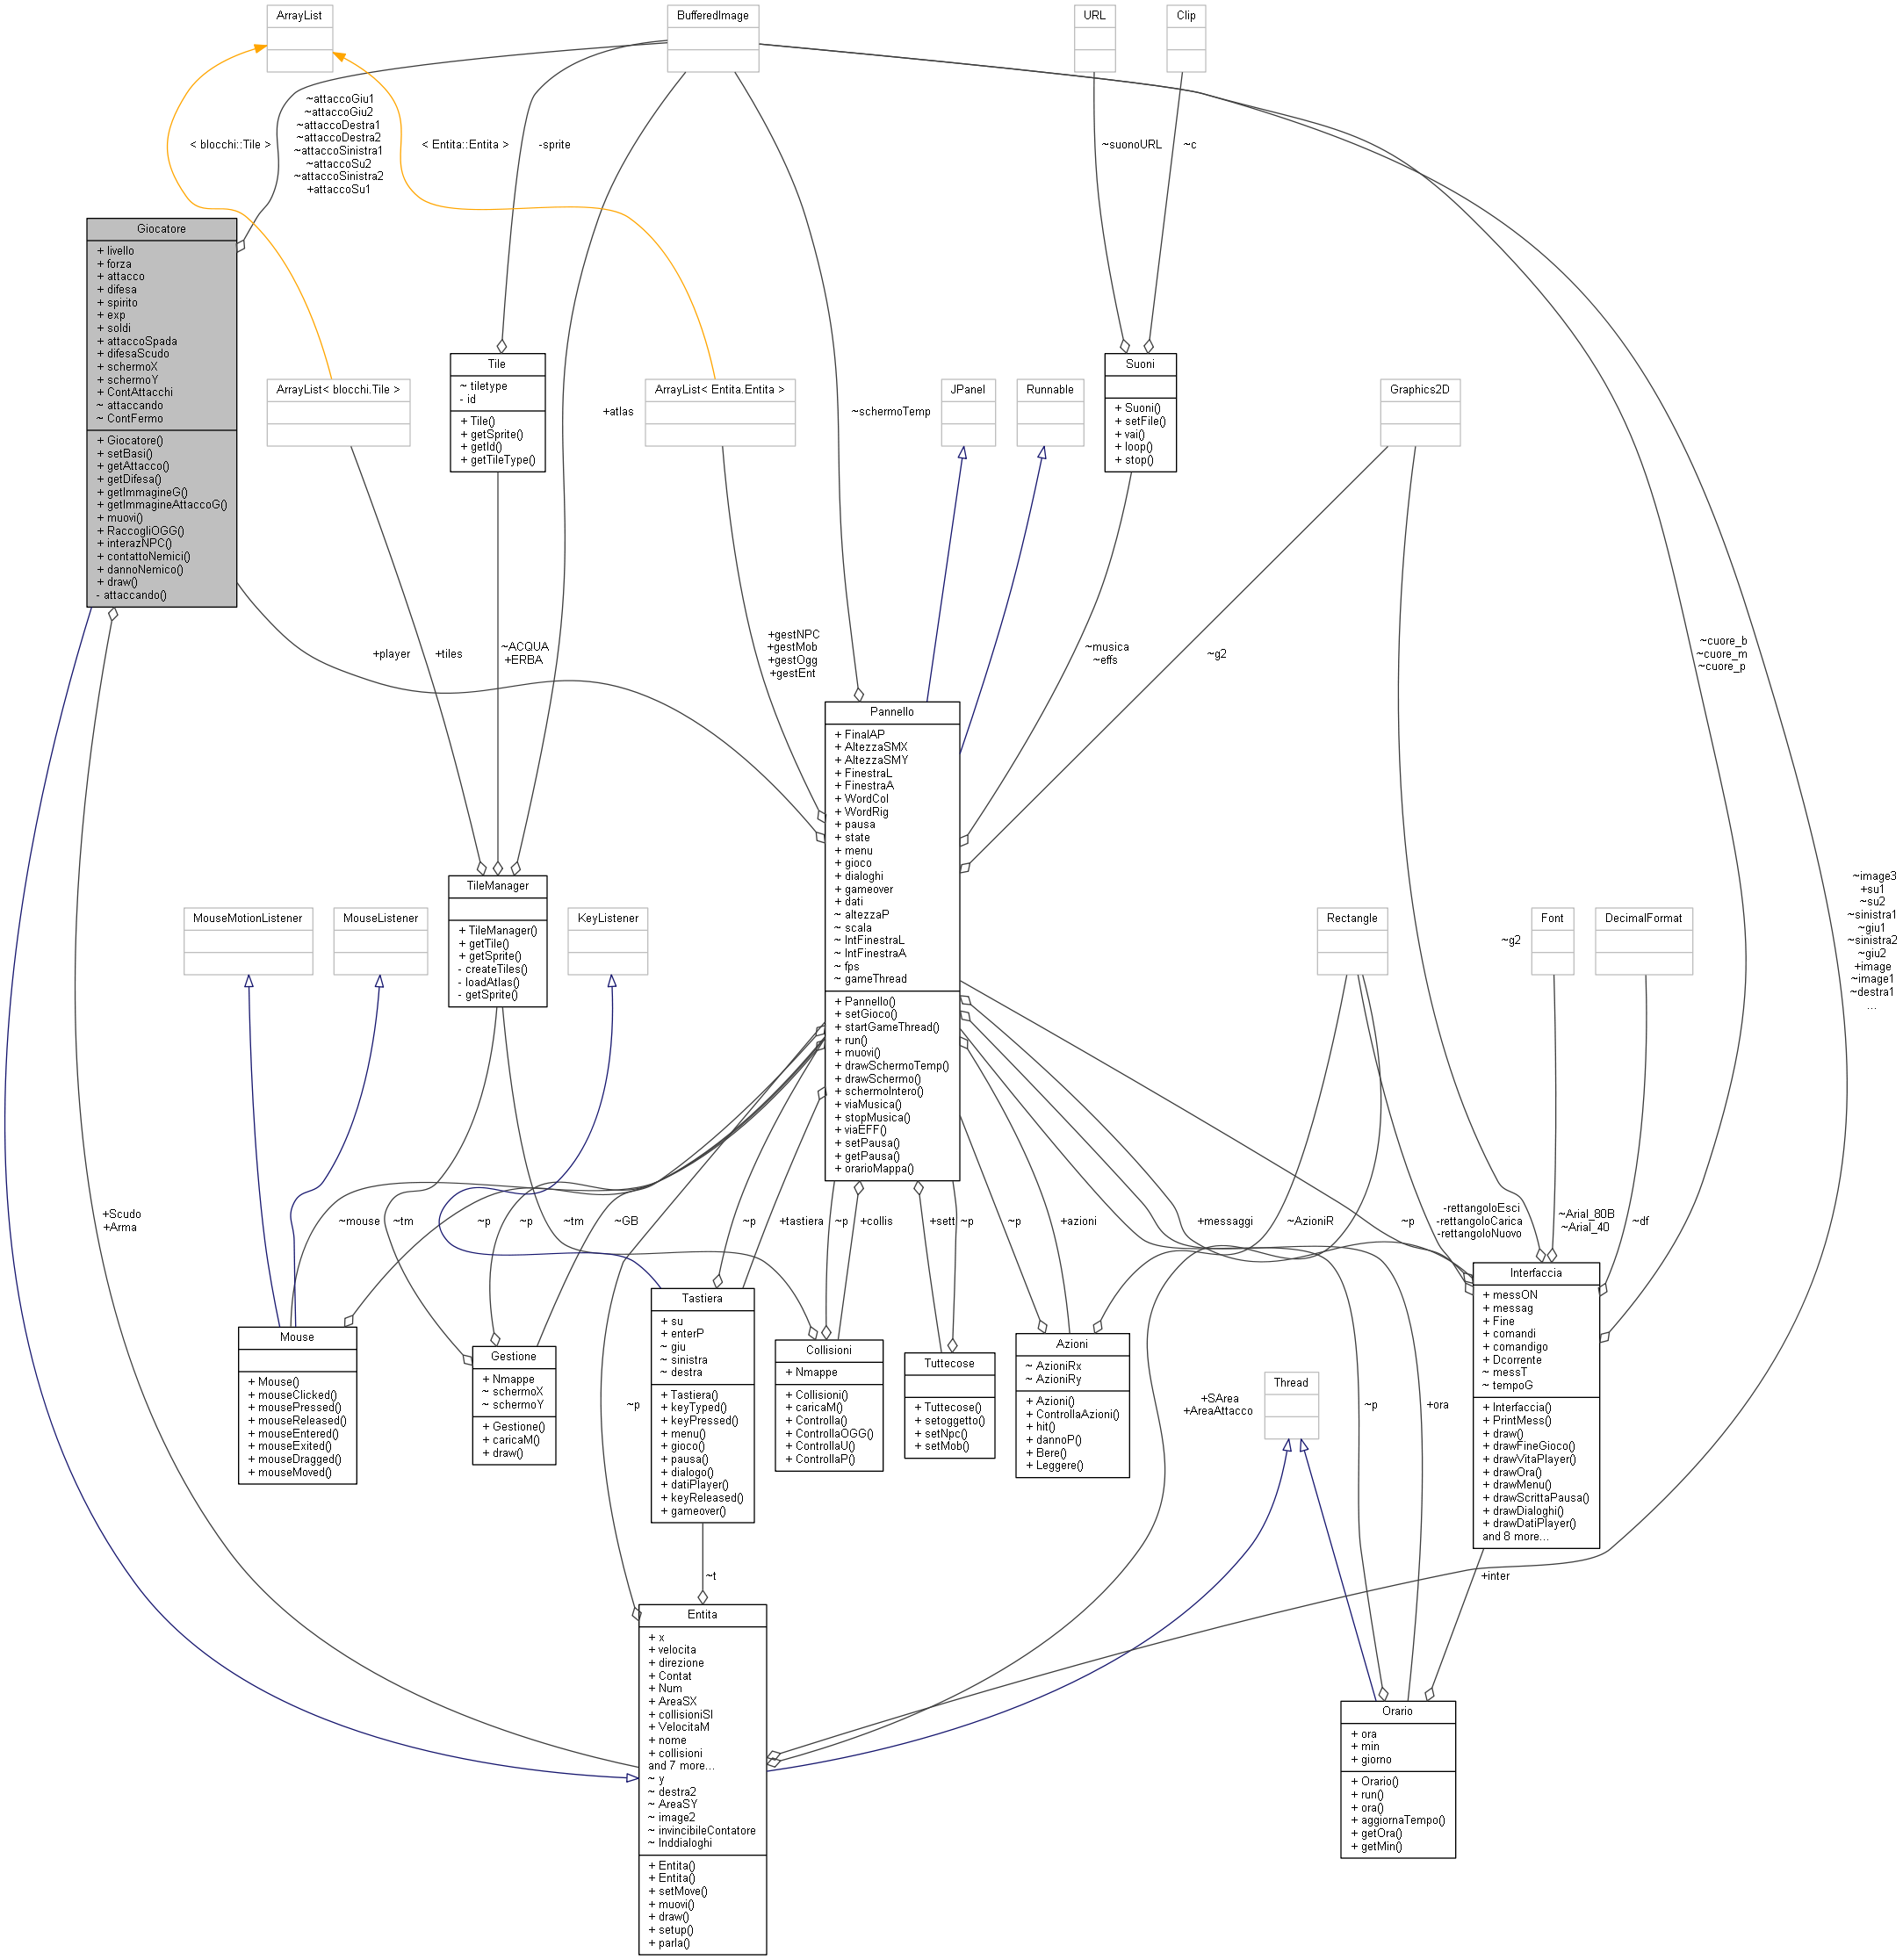 ArrayList
BufferedImage
URL
Clip
~attaccoGiu1
~attaccoGiu2
~attaccoDestra1
~attaccoDestra2
~attaccoSinistra1
~attaccoSu2
~attaccoSinistra2
+attaccoSu1
< blocchi::Tile >
< Entita::Entita >
-sprite
~suonoURL
~c
Giocatore
+ livello
+ forza
+ attacco
+ difesa
+ spirito
+ exp
+ soldi
+ attaccoSpada
+ difesaScudo
+ schermoX
+ schermoY
+ ContAttacchi
~ attaccando
~ ContFermo
+ Giocatore()
+ setBasi()
+ getAttacco()
+ getDifesa()
+ getImmagineG()
+ getImmagineAttaccoG()
+ muovi()
+ RaccogliOGG()
+ interazNPC()
+ contattoNemici()
+ dannoNemico()
+ draw()
- attaccando()
ArrayList< blocchi.Tile >
Tile
~ tiletype
- id
+ Tile()
+ getSprite()
+ getId()
+ getTileType()
+atlas
ArrayList< Entita.Entita >
~schermoTemp
JPanel
Runnable
Suoni
+ Suoni()
+ setFile()
+ vai()
+ loop()
+ stop()
Graphics2D
+player
+tiles
~ACQUA
+ERBA
+gestNPC
+gestMob
+gestOgg
+gestEnt
~musica
~effs
~g2
~cuore_b
~cuore_m
~cuore_p
Pannello
+ FinalAP
+ AltezzaSMX
+ AltezzaSMY
+ FinestraL
+ FinestraA
+ WordCol
+ WordRig
+ pausa
+ state
+ menu
+ gioco
+ dialoghi
+ gameover
+ dati
~ altezzaP
~ scala
~ IntFinestraL
~ IntFinestraA
~ fps
~ gameThread
+ Pannello()
+ setGioco()
+ startGameThread()
+ run()
+ muovi()
+ drawSchermoTemp()
+ drawSchermo()
+ schermoIntero()
+ viaMusica()
+ stopMusica()
+ viaEFF()
+ setPausa()
+ getPausa()
+ orarioMappa()
TileManager
+ TileManager()
+ getTile()
+ getSprite()
- createTiles()
- loadAtlas()
- getSprite()
MouseMotionListener
MouseListener
KeyListener
Rectangle
~g2
Font
DecimalFormat
~image3
+su1
~su2
~sinistra1
~giu1
~sinistra2
~giu2
+image
~image1
~destra1
...
+Scudo
+Arma
~mouse
~tm
~p
~p
~tm
~GB
~p
+tastiera
~p
+collis
+sett
~p
~p
+azioni
+messaggi
~AzioniR
-rettangoloEsci
-rettangoloCarica
-rettangoloNuovo
~p
~Arial_80B
~Arial_40
~df
Mouse
+ Mouse()
+ mouseClicked()
+ mousePressed()
+ mouseReleased()
+ mouseEntered()
+ mouseExited()
+ mouseDragged()
+ mouseMoved()
Gestione
+ Nmappe
~ schermoX
~ schermoY
+ Gestione()
+ caricaM()
+ draw()
Tastiera
+ su
+ enterP
~ giu
~ sinistra
~ destra
+ Tastiera()
+ keyTyped()
+ keyPressed()
+ menu()
+ gioco()
+ pausa()
+ dialogo()
+ datiPlayer()
+ keyReleased()
+ gameover()
Collisioni
+ Nmappe
+ Collisioni()
+ caricaM()
+ Controlla()
+ ControllaOGG()
+ ControllaU()
+ ControllaP()
Tuttecose
+ Tuttecose()
+ setoggetto()
+ setNpc()
+ setMob()
Azioni
~ AzioniRx
~ AzioniRy
+ Azioni()
+ ControllaAzioni()
+ hit()
+ dannoP()
+ Bere()
+ Leggere()
Interfaccia
+ messON
+ messag
+ Fine
+ comandi
+ comandigo
+ Dcorrente
~ messT
~ tempoG
+ Interfaccia()
+ PrintMess()
+ draw()
+ drawFineGioco()
+ drawVitaPlayer()
+ drawOra()
+ drawMenu()
+ drawScrittaPausa()
+ drawDialoghi()
+ drawDatiPlayer()
and 8 more...
~p
+SArea
+AreaAttacco
Thread
~p
+ora
~t
+inter
Entita
+ x
+ velocita
+ direzione
+ Contat
+ Num
+ AreaSX
+ collisioniSI
+ VelocitaM
+ nome
+ collisioni
and 7 more...
~ y
~ destra2
~ AreaSY
~ image2
~ invincibileContatore
~ Inddialoghi
+ Entita()
+ Entita()
+ setMove()
+ muovi()
+ draw()
+ setup()
+ parla()
Orario
+ ora
+ min
+ giorno
+ Orario()
+ run()
+ ora()
+ aggiornaTempo()
+ getOra()
+ getMin()